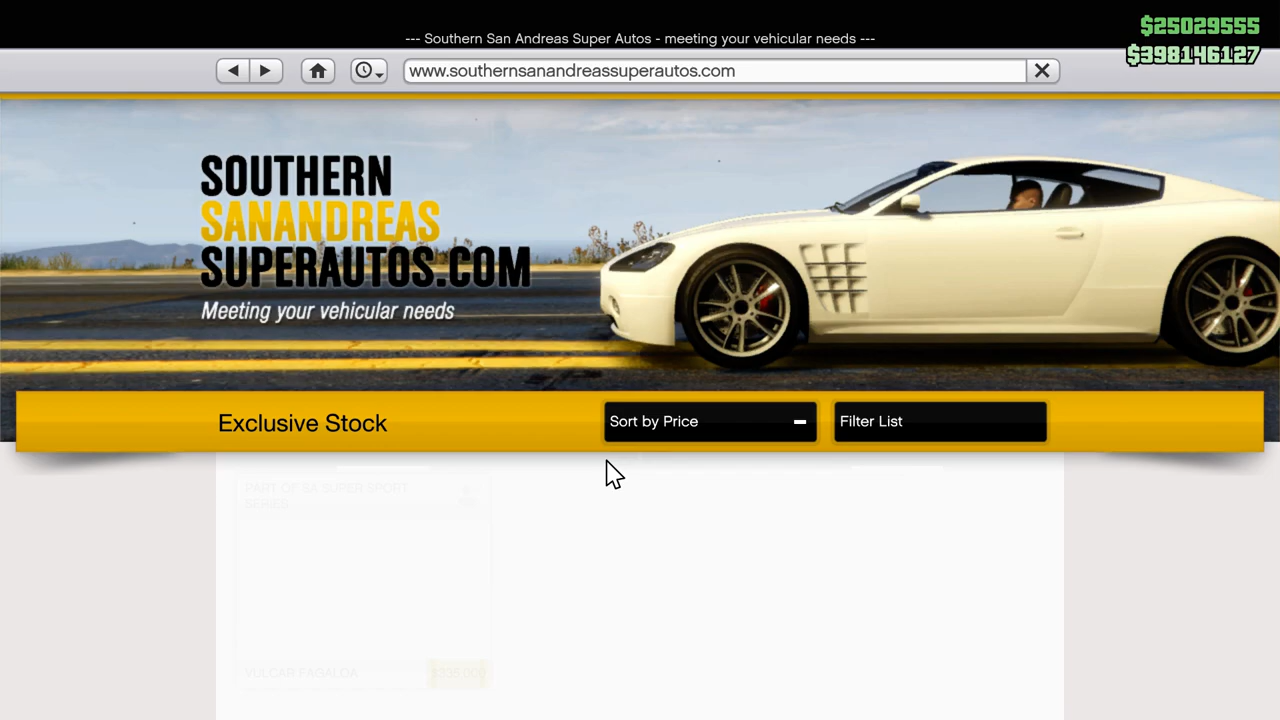 --- Southern San Andreas Super Autos - meeting your vehicular needs ---
$25029555
$398146127
www.southernsanandreassuperautos.com
SOUTHERN
SANANDREAS
SUPERAUTOS.COM
Meeting your vehicular needs
Exclusive Stock
Sort by Price
Filter List
PART OF SA SUPER SPORT
SERIES
VULCAR FAGALOA
$335,000